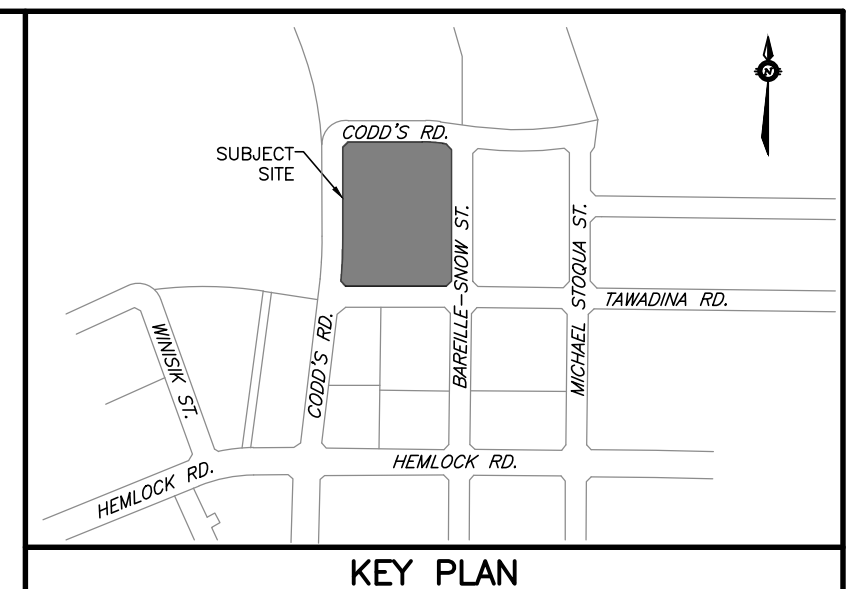 N
CODD'S RD.
SUBJECT
SITE
BAREILLE-SNOW ST.
MICHAEL STOQUA ST.
TAWADINA RD.
WINISIK ST.
CODD'S RD.
HEMLOCK RD.
HEMLOCK RD.
KEY PLAN